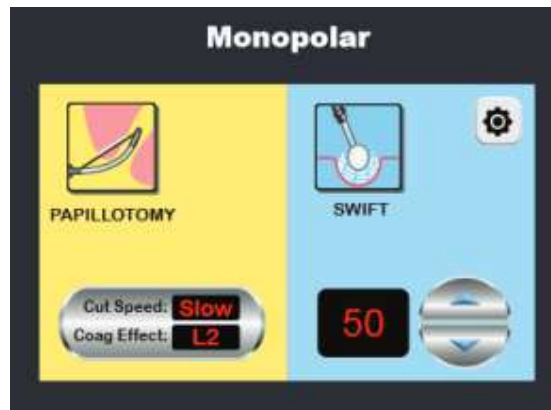 Monopolar
PAPILLOTOMY
SWIFT
Cut Speed: Slow
Coag Effect: L2
50